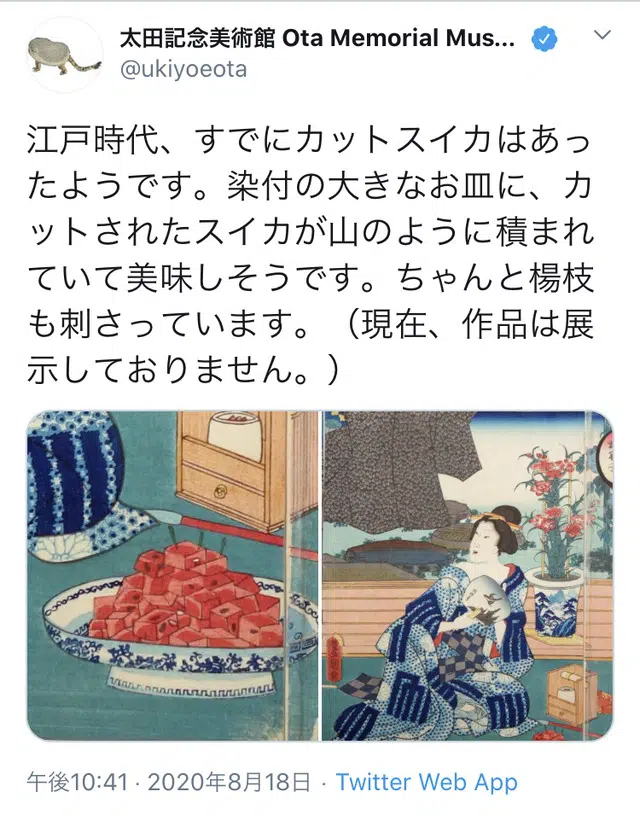 太田記念美術館 Ota Memorial Mus...
@ukiyoeota
江戸時代、すでにカットスイカはあっ
たようです。染付の大きなお皿に、カ
ットされたスイカが山のように積まれ
ていて美味しそうです。ちゃんと楊枝
も刺さっています。（現在、作品は展
示しておりません。）
午後10:41 · 2020年8月18日 · Twitter Web App